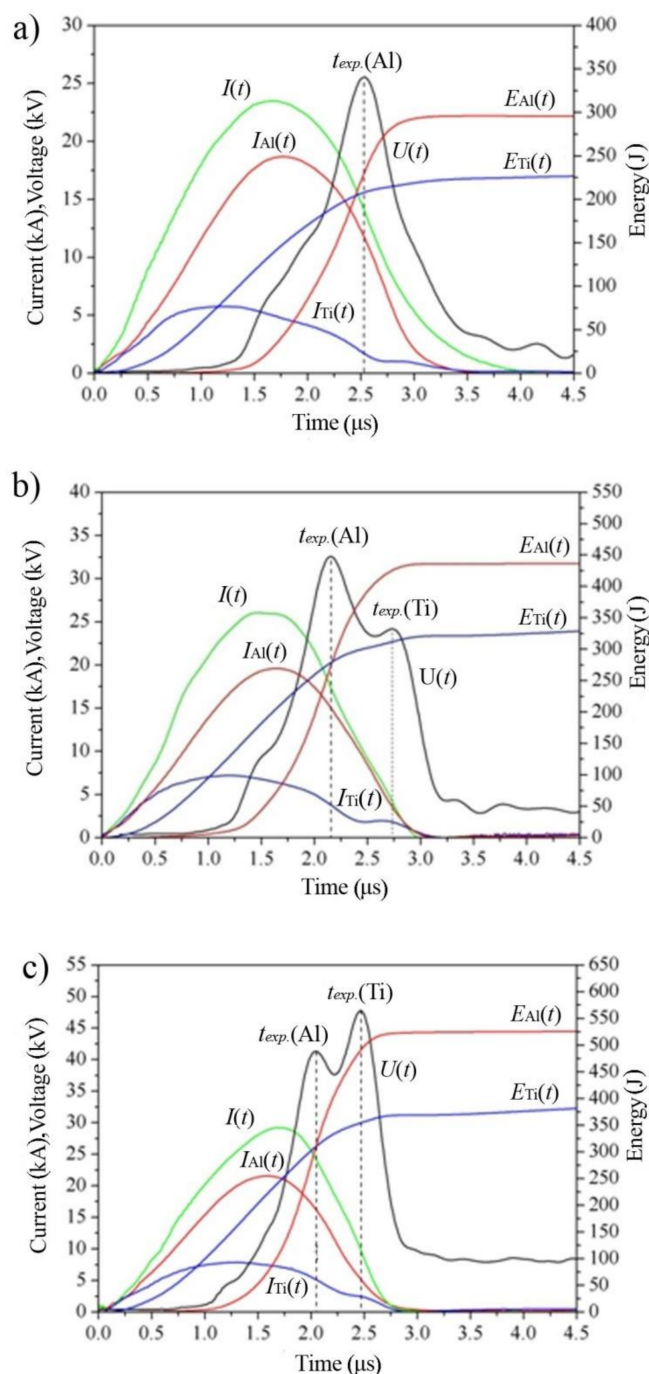 a)
30
25
20
15
10
5
0
Current (kA),Voltage (kV)
400
350
300
250
200
150
100
50
0
Energy (J)
texp.(Al)
I(t)
IAl(t)
U(t)
EAl(t)
ETi(t)
ITi(t)
0.0 0.5 1.0 1.5 2.0 2.5 3.0 3.5 4.0 4.5
Time (μs)
b)
40
35
30
25
20
15
10
5
0
Current (kA),Voltage (kV)
550
500
450
400
350
300
250
200
150
100
50
0
Energy (J)
texp.(Al)
EAl(t)
I(t)
texp.(Ti)
ETi(t)
IAl(t)
U(t)
ITi(t)
0.0 0.5 1.0 1.5 2.0 2.5 3.0 3.5 4.0 4.5
Time (μs)
c)
55
50
45
40
35
30
25
20
15
10
5
0
Current (kA),Voltage (kV)
650
600
550
500
450
400
350
300
250
200
150
100
50
0
Energy (J)
texp.(Ti)
texp.(Al)
EAl(t)
U(t)
ETi(t)
I(t)
IAl(t)
ITi(t)
0.0 0.5 1.0 1.5 2.0 2.5 3.0 3.5 4.0 4.5
Time (μs)